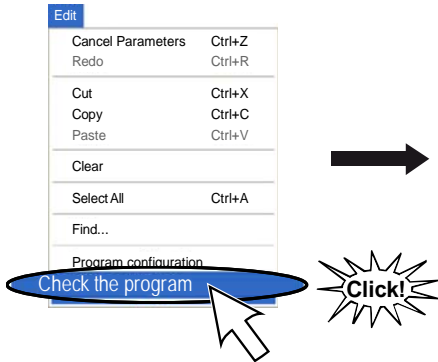 Edit
Cancel Parameters Ctrl+Z
Redo Ctrl+R
Cut Ctrl+X
Copy Ctrl+C
Paste Ctrl+V
Clear
Select All Ctrl+A
Find...
Program configuration
Check the program
Click!